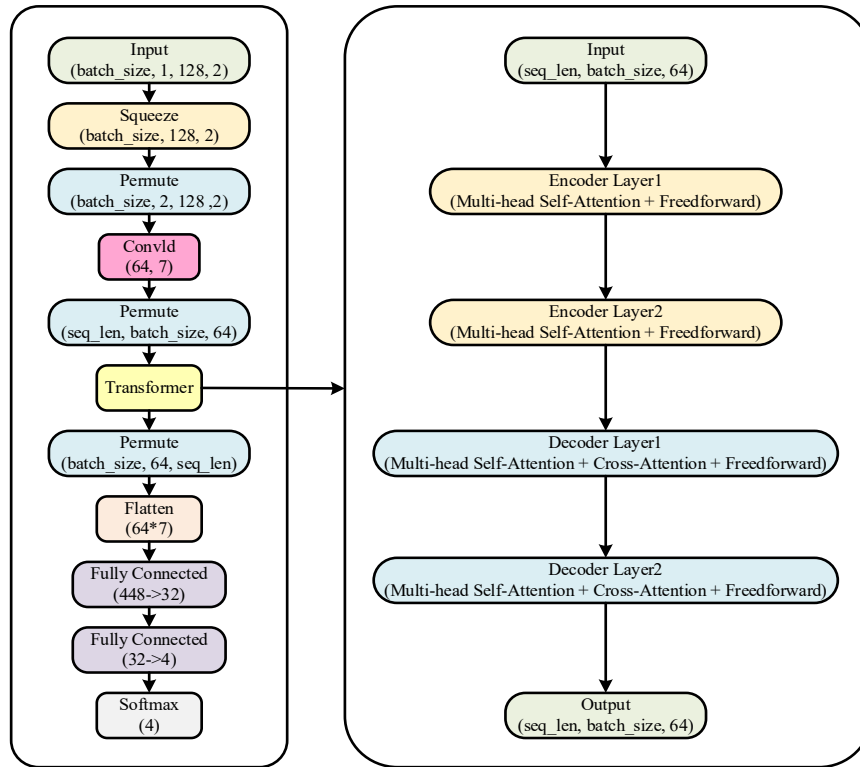 Input
(batch_size, 1, 128, 2)
Squeeze
(batch_size, 128, 2)
Permute
(batch_size, 2, 128 ,2)
Convld
(64, 7)
Permute
(seq_len, batch_size, 64)
Transformer
Permute
(batch_size, 64, seq_len)
Flatten
(64*7)
Fully Connected
(448->32)
Fully Connected
(32->4)
Softmax
(4)
Input
(seq_len, batch_size, 64)
Encoder Layer1
(Multi-head Self-Attention + Freedforward)
Encoder Layer2
(Multi-head Self-Attention + Freedforward)
Decoder Layer1
(Multi-head Self-Attention + Cross-Attention + Freedforward)
Decoder Layer2
(Multi-head Self-Attention + Cross-Attention + Freedforward)
Output
(seq_len, batch_size, 64)